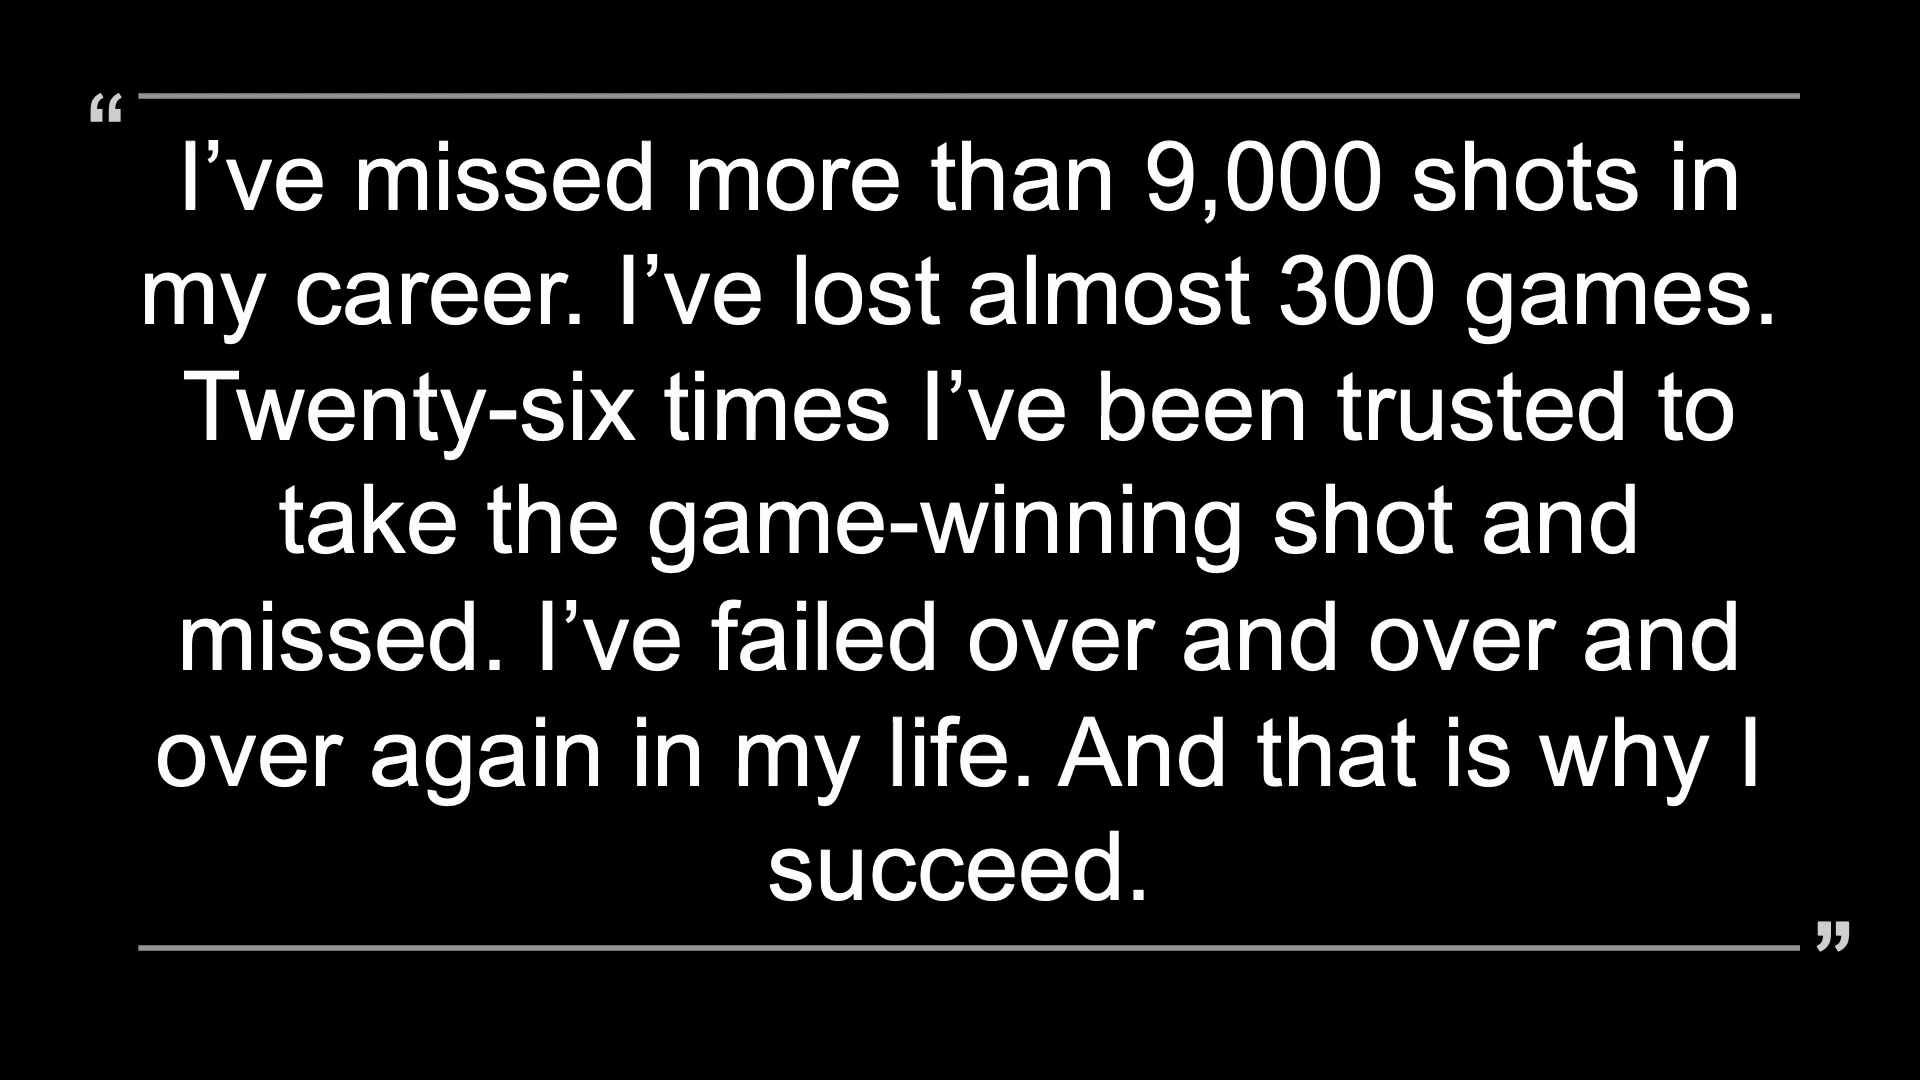 “
I’ve missed more than 9,000 shots in
my career. I’ve lost almost 300 games.
Twenty-six times I’ve been trusted to
take the game-winning shot and
missed. I’ve failed over and over and
over again in my life. And that is why I
succeed.
”